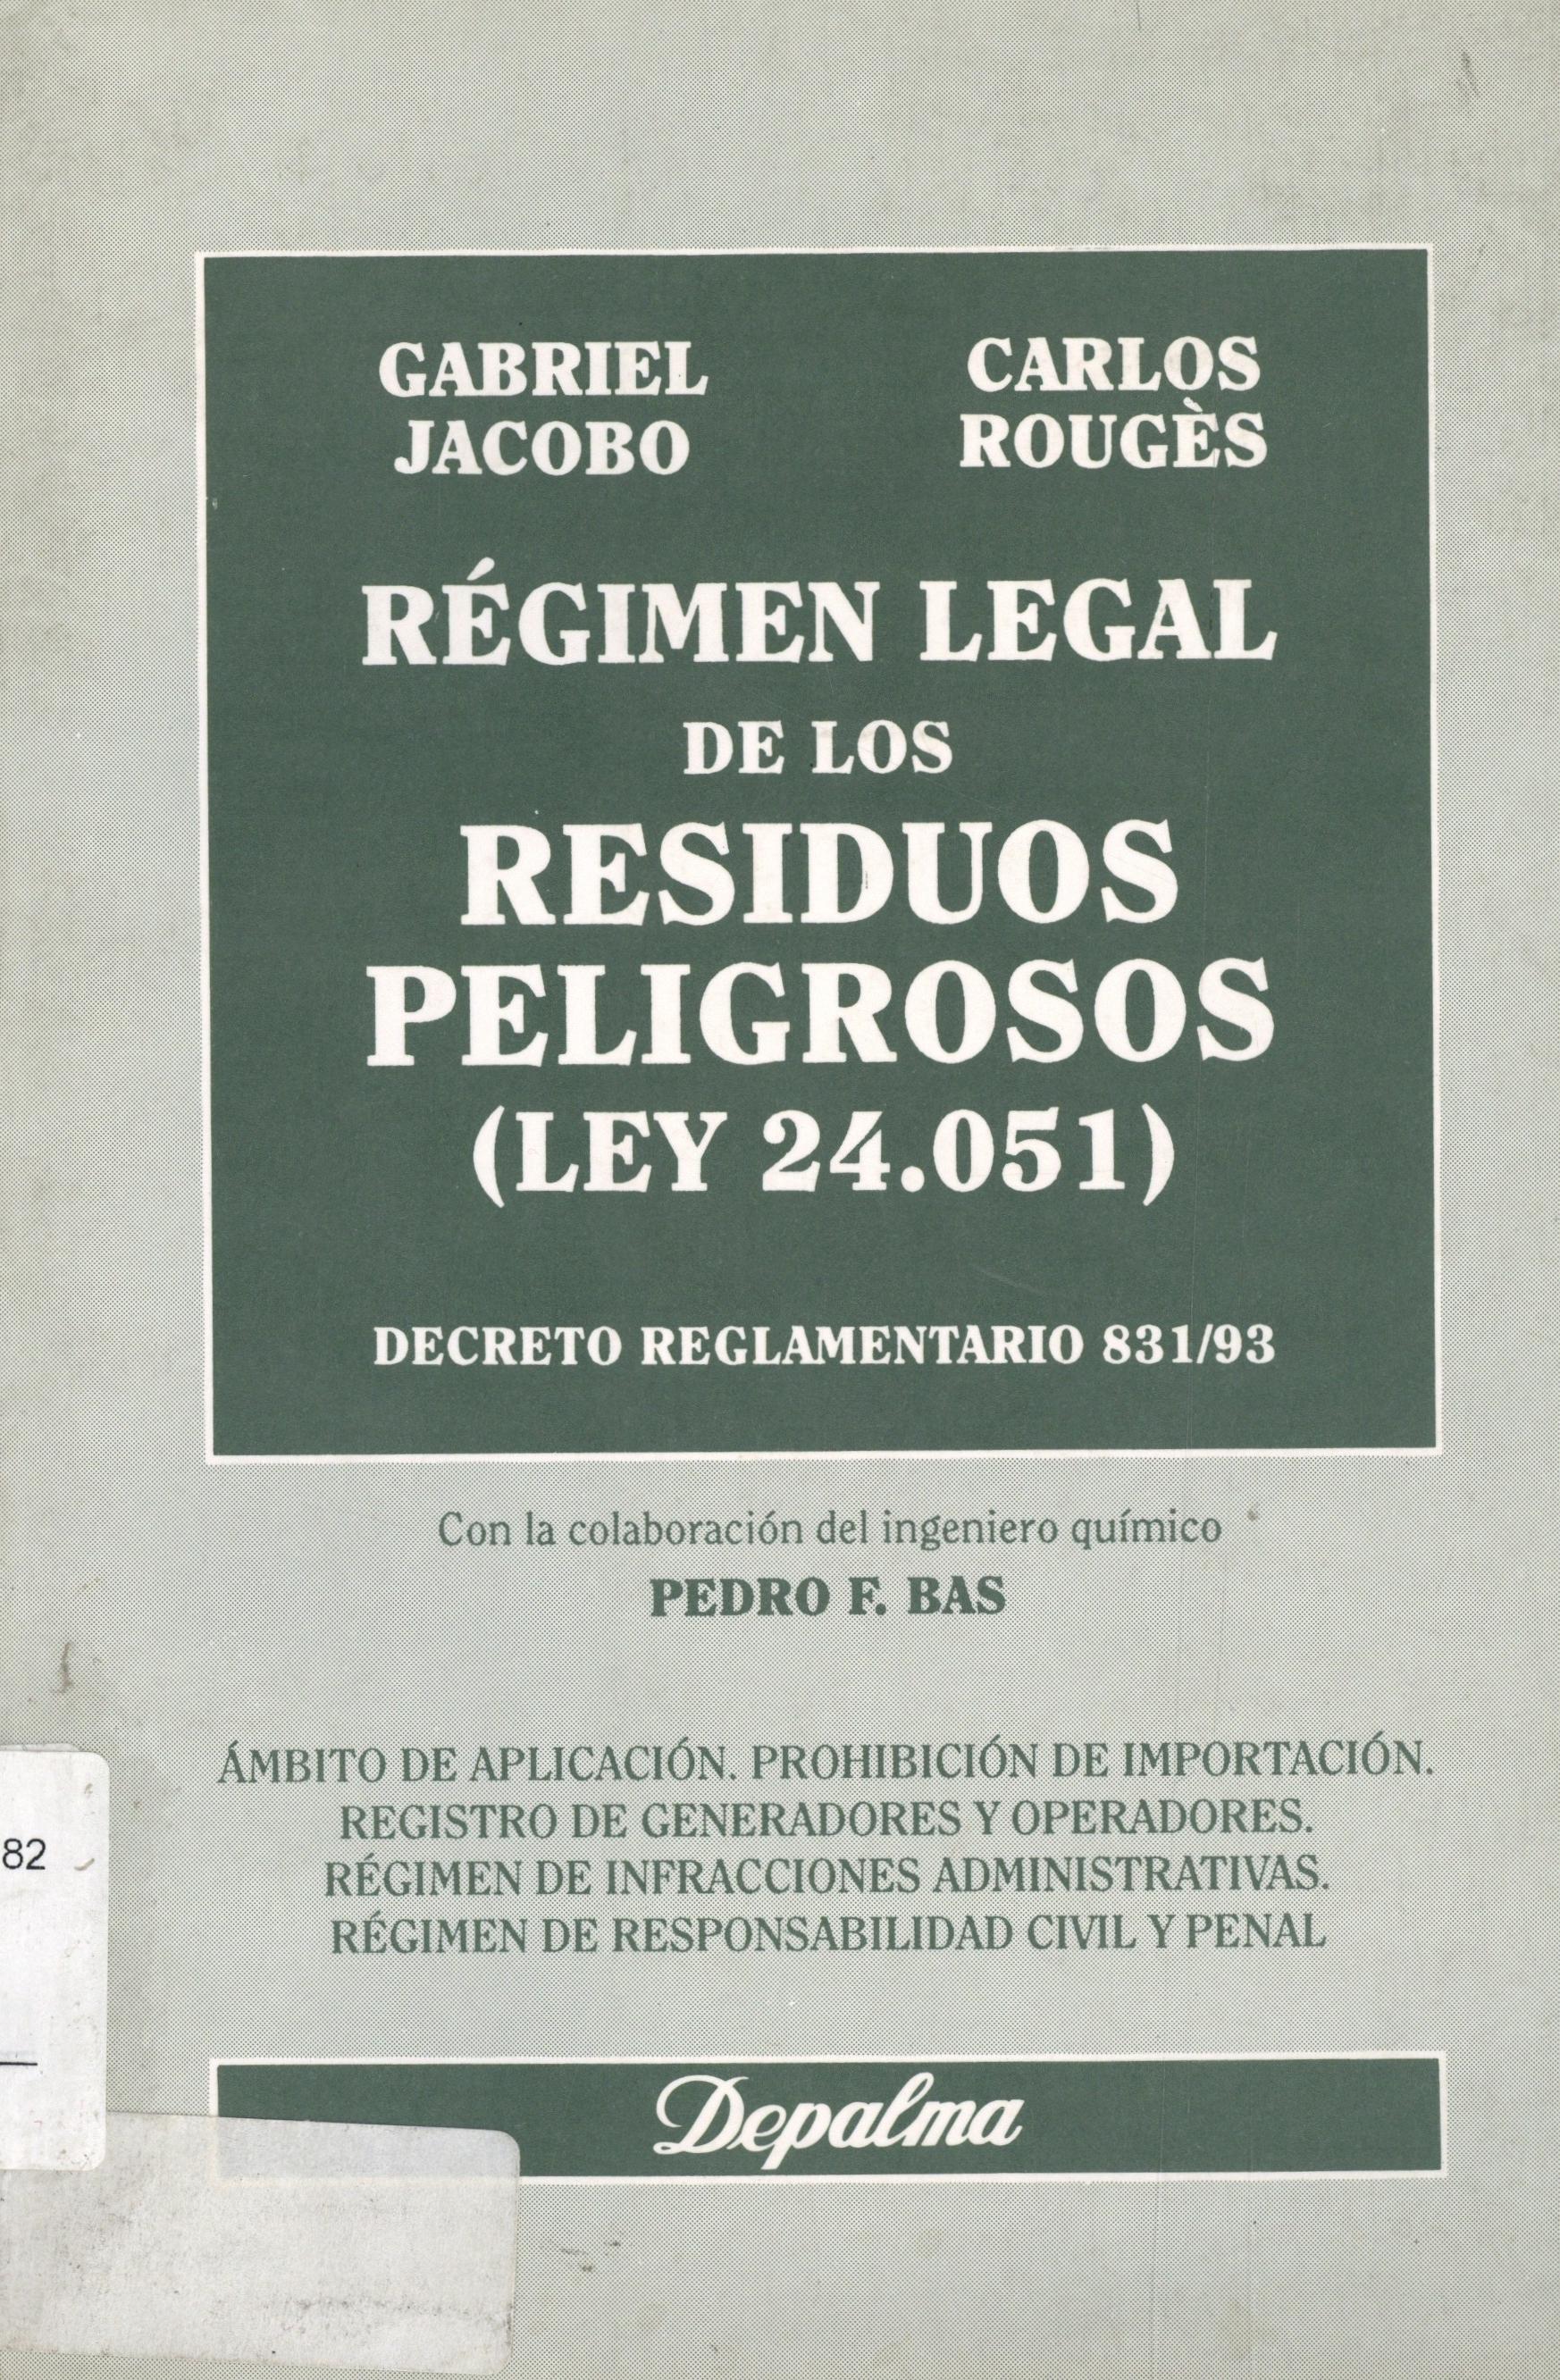 GABRIEL
JACOBO
CARLOS
ROUGÈS
RÉGIMEN LEGAL
DE LOS
RESIDUOS
PELIGROSOS
(LEY 24.051)
DECRETO REGLAMENTARIO 831/93
Con la colaboración del ingeniero químico
PEDRO F. BAS
ÁMBITO DE APLICACIÓN. PROHIBICIÓN DE IMPORTACIÓN.
REGISTRO DE GENERADORES Y OPERADORES.
RÉGIMEN DE INFRACCIONES ADMINISTRATIVAS.
RÉGIMEN DE RESPONSABILIDAD CIVIL Y PENAL
82
Depalma